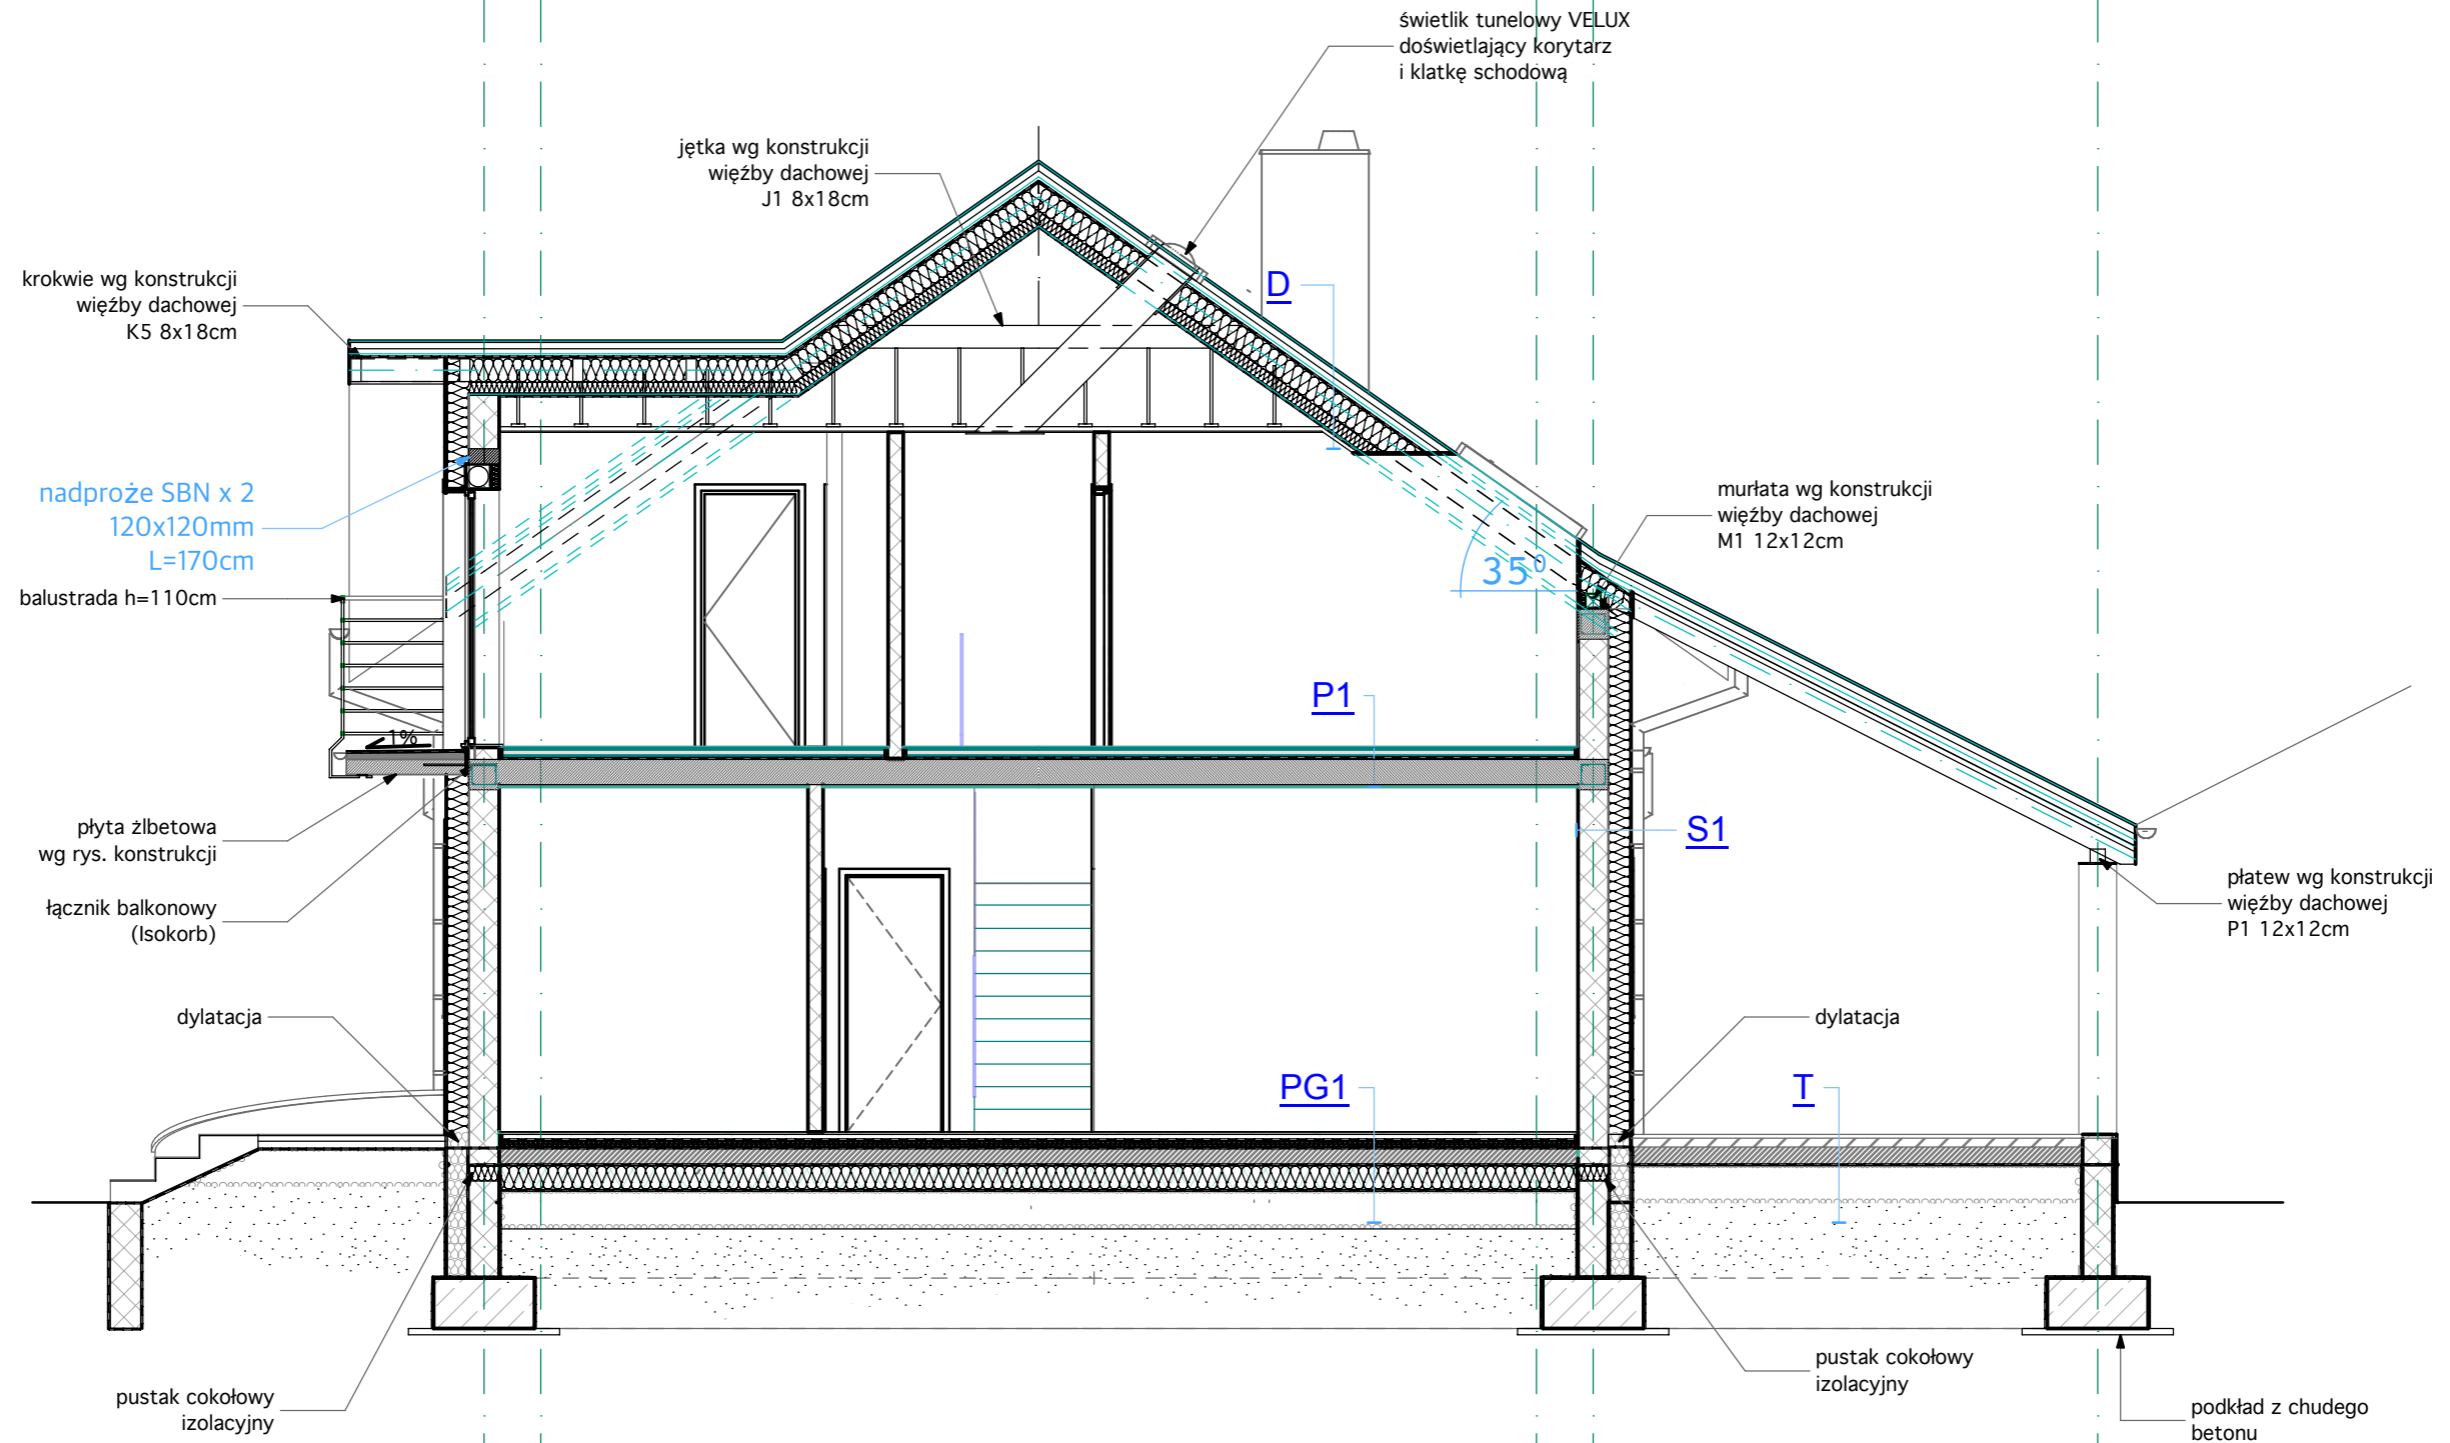 świetlik tunelowy VELUX
doświetlający korytarz
i klatkę schodową
jętka wg konstrukcji
więźby dachowej
J1 8x18cm
krokwie wg konstrukcji
więźby dachowej
K5 8x18cm
D
nadproże SBN x 2
120x120mm
L=170cm
murłata wg konstrukcji
więźby dachowej
M1 12x12cm
35⁰
balustrada h=110cm
P1
1%
płyta żlbetowa
wg rys. konstrukcji
S1
łącznik balkonowy
(Isokorb)
płatew wg konstrukcji
więźby dachowej
P1 12x12cm
dylatacja
dylatacja
PG1
T
pustak cokołowy
izolacyjny
pustak cokołowy
izolacyjny
podkład z chudego
betonu